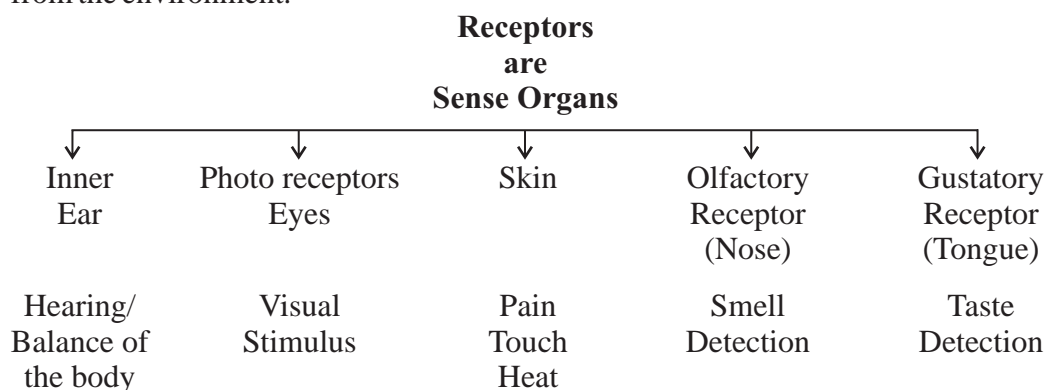 from the environment.
Receptors
are
Sense Organs
Inner
Ear
Photo receptors
Eyes
Skin
Olfactory
Receptor
(Nose)
Gustatory
Receptor
(Tongue)
Hearing/
Balance of
the body
Visual
Stimulus
Pain
Touch
Heat
Smell
Detection
Taste
Detection